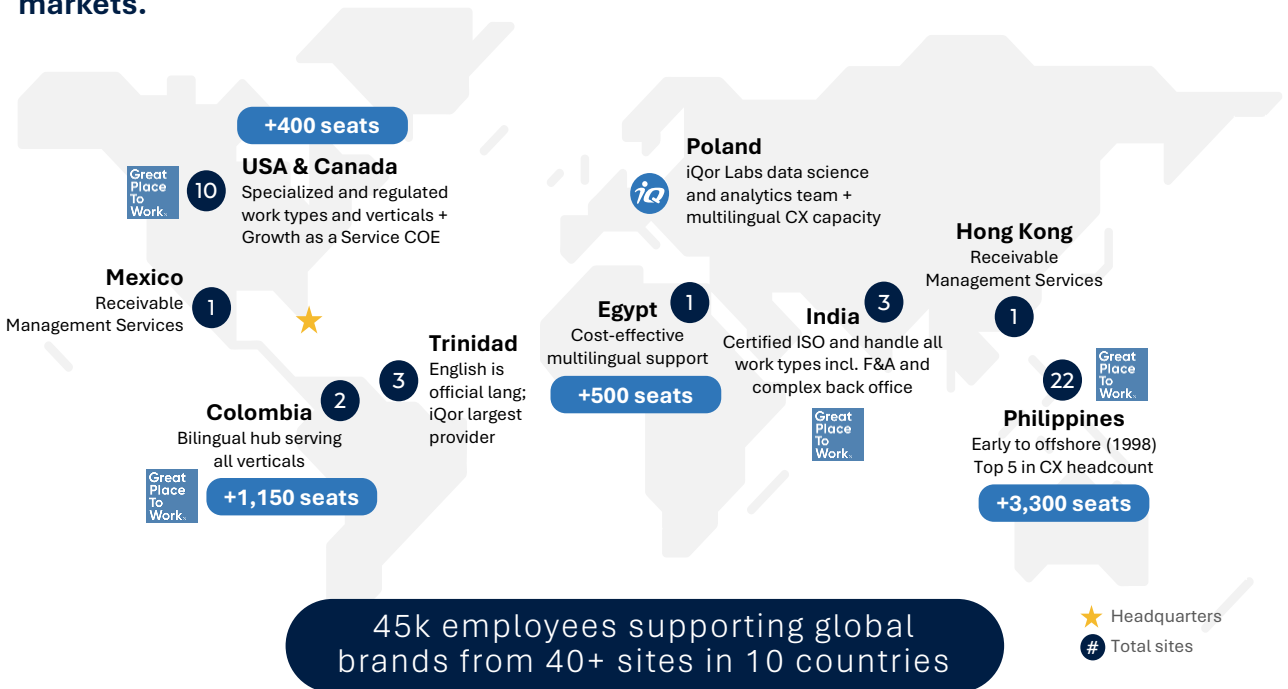 markets.
+400 seats
Great
Place
To
Work.
10
USA & Canada
Specialized and regulated
work types and verticals +
Growth as a Service COE
iQ
Poland
iQor Labs data science
and analytics team +
multilingual CX capacity
Mexico
Receivable
Management Services
1
Hong Kong
Receivable
Management Services
1
Egypt
1
Cost-effective
multilingual support
+500 seats
India
3
Certified ISO and handle all
work types incl. F&A and
complex back office
Great
Place
To
Work.
Trinidad
3
English is
official lang;
iQor largest
provider
Colombia
2
Bilingual hub serving
all verticals
Great
Place
To
Work.
+1,150 seats
22
Great
Place
To
Work.
Philippines
Early to offshore (1998)
Top 5 in CX headcount
+3,300 seats
45k employees supporting global
brands from 40+ sites in 10 countries
Headquarters
# Total sites